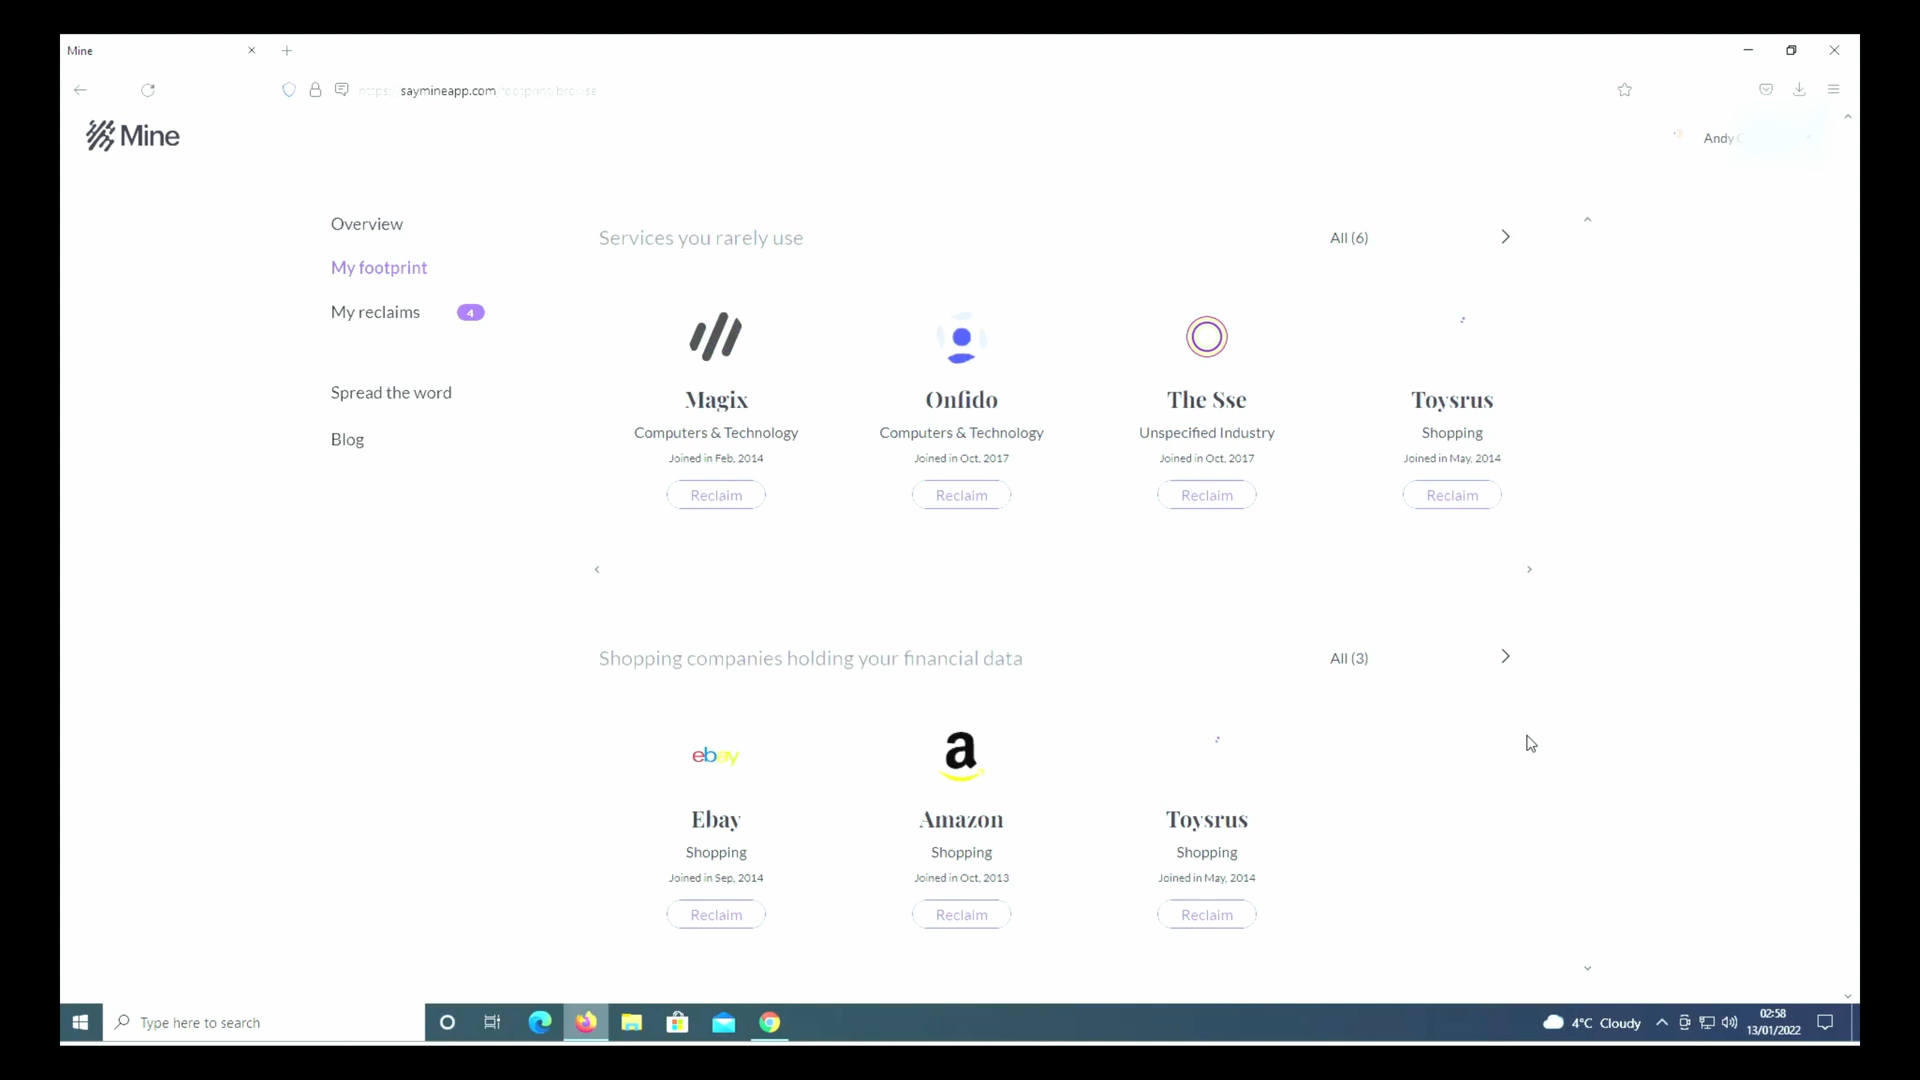 Mine
https: saymineapp.com/footprint/browse
Mine
Andy
Overview
My footprint
My reclaims 4
Spread the word
Blog
Services you rarely use All (6)
Magix
Computers & Technology
Joined in Feb, 2014
Reclaim
Onfido
Computers & Technology
Joined in Oct, 2017
Reclaim
The Sse
Unspecified Industry
Joined in Oct, 2017
Reclaim
Toysrus
Shopping
Joined in May, 2014
Reclaim
Shopping companies holding your financial data All (3)
ebay
Ebay
Shopping
Joined in Sep, 2014
Reclaim
a
Amazon
Shopping
Joined in Oct, 2013
Reclaim
Toysrus
Shopping
Joined in May, 2014
Reclaim
Type here to search
4°C Cloudy
02:58
13/01/2022